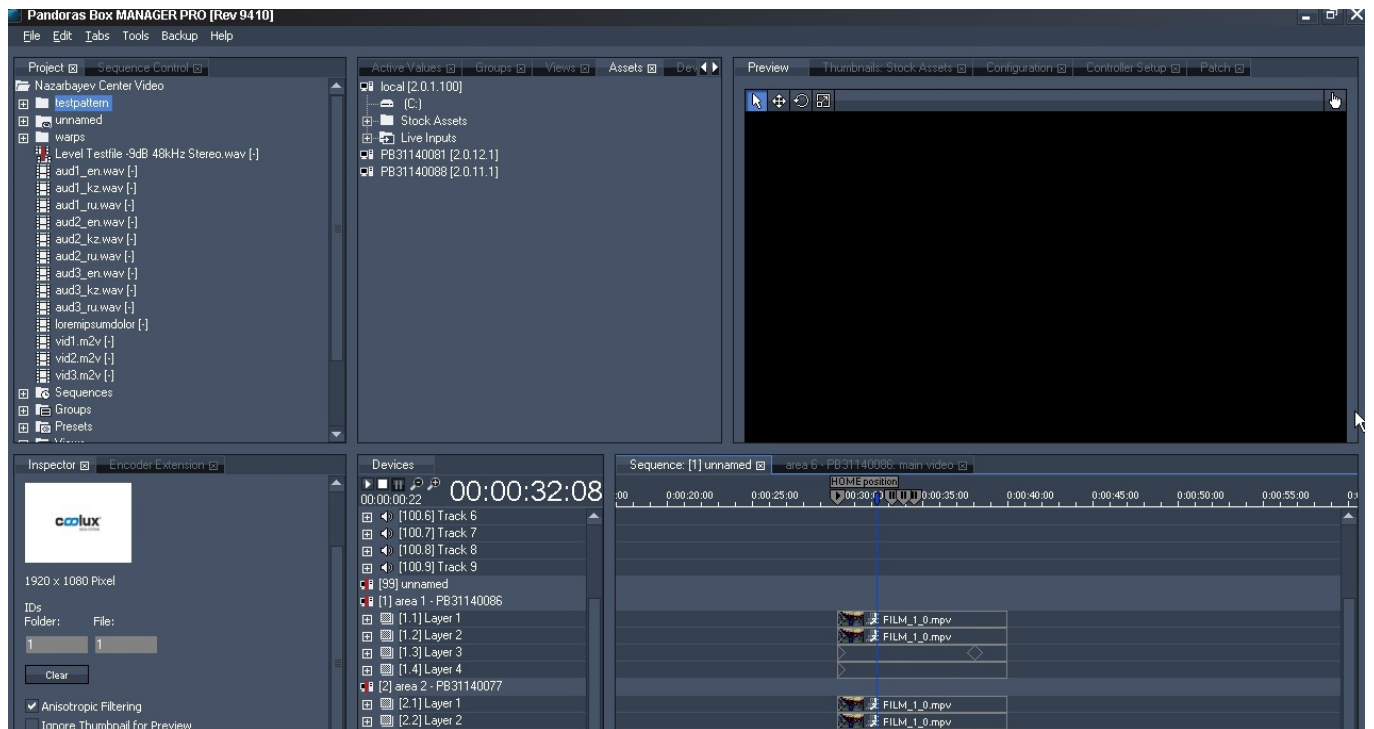 Pandoras Box MANAGER PRO [Rev 9410]
File Edit Tabs Tools Backup Help
Project Sequence Control
Nazarbayev Center Video
testpattern
unnamed
warps
Level Testfile -9dB 48kHz Stereo.wav [-]
aud1_en.wav [-]
aud1_kz.wav [-]
aud1_ru.wav [-]
aud2_en.wav [-]
aud2_kz.wav [-]
aud2_ru.wav [-]
aud3_en.wav [-]
aud3_kz.wav [-]
aud3_ru.wav [-]
loremipsumdolor [-]
vid1.m2v [-]
vid2.m2v [-]
vid3.m2v [-]
Sequences
Groups
Presets
Views
Active Values Groups Views Assets Dev
local [2.0.1.100]
(C:)
Stock Assets
Live Inputs
PB31140081 [2.0.12.1]
PB31140088 [2.0.11.1]
Preview Thumbnails: Stock Assets Configuration Controller Setup Patch
Inspector Encoder Extension
coolux
1920 x 1080 Pixel
IDs
Folder: File:
1 1
Clear
Anisotropic Filtering
Ignore Thumbnail for Preview
Devices
00:00:00:22 00:00:32:08
[100.6] Track 6
[100.7] Track 7
[100.8] Track 8
[100.9] Track 9
[99] unnamed
[1] area 1 - PB31140086
[1.1] Layer 1
[1.2] Layer 2
[1.3] Layer 3
[1.4] Layer 4
[2] area 2 - PB31140077
[2.1] Layer 1
[2.2] Layer 2
Sequence: [1] unnamed area 6 - PB31140086: main video
HOME position
:00 0:00:20:00 0:00:25:00 00:30:0 0:00:35:00 0:00:40:00 0:00:45:00 0:00:50:00 0:00:55:00 0:
FILM_1_0.mpv
FILM_1_0.mpv
FILM_1_0.mpv
FILM_1_0.mpv